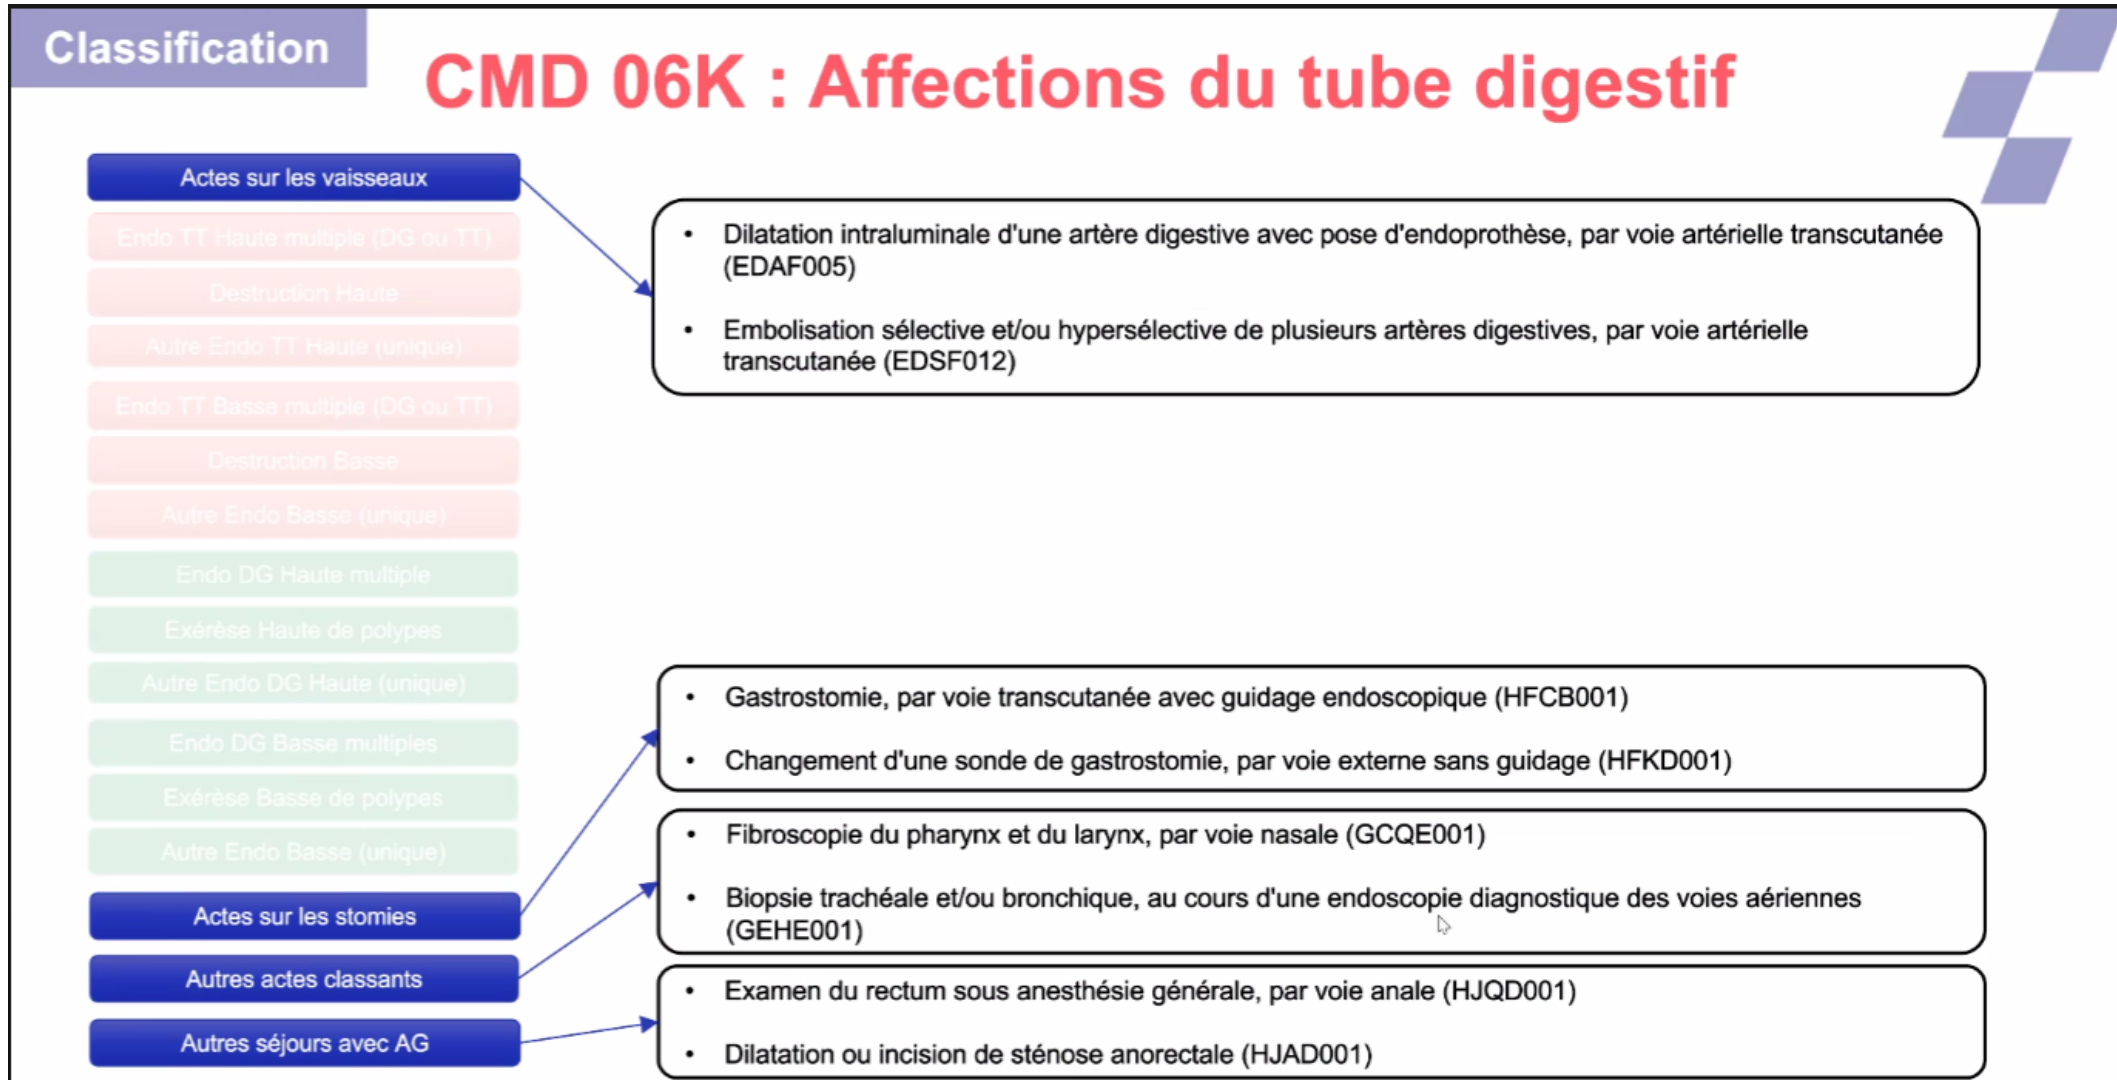 Classification
CMD 06K : Affections du tube digestif
Actes sur les vaisseaux
Endo TT Haute multiple (DG ou TT)
Destruction Haute
Autre Endo TT Haute (unique)
Endo TT Basse multiple (DG ou TT)
Destruction Basse
Autre Endo Basse (unique)
Endo DG Haute multiple
Exérèse Haute de polypes
Autre Endo DG Haute (unique)
Endo DG Basse multiples
Exérèse Basse de polypes
Autre Endo Basse (unique)
Actes sur les stomies
Autres actes classants
Autres séjours avec AG
• Dilatation intraluminale d'une artère digestive avec pose d'endoprothèse, par voie artérielle transcutanée
(EDAF005)
• Embolisation sélective et/ou hypersélective de plusieurs artères digestives, par voie artérielle
transcutanée (EDSF012)
• Gastrostomie, par voie transcutanée avec guidage endoscopique (HFCB001)
• Changement d'une sonde de gastrostomie, par voie externe sans guidage (HFKD001)
• Fibroscopie du pharynx et du larynx, par voie nasale (GCQE001)
• Biopsie trachéale et/ou bronchique, au cours d'une endoscopie diagnostique des voies aériennes
(GEHE001)
• Examen du rectum sous anesthésie générale, par voie anale (HJQD001)
• Dilatation ou incision de sténose anorectale (HJAD001)